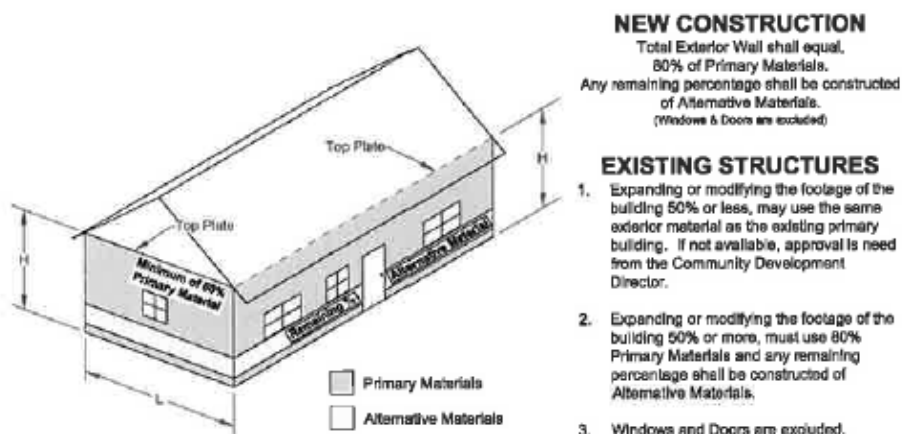 NEW CONSTRUCTION
Total Exterior Wall shall equal,
80% of Primary Materials.
Any remaining percentage shall be constructed
of Alternative Materials.
(Windows & Doors are excluded)
EXISTING STRUCTURES
1. Expanding or modifying the footage of the
building 50% or less, may use the same
exterior material as the existing primary
building. If not available, approval is need
from the Community Development
Director.
2. Expanding or modifying the footage of the
building 50% or more, must use 80%
Primary Materials and any remaining
percentage shall be constructed of
Alternative Materials.
3. Windows and Doors are excluded.
Top Plate
H
Top Plate
H
Minimum of 80%
Primary Material
Remaining %
Alternative Material
L
Primary Materials
Alternative Materials